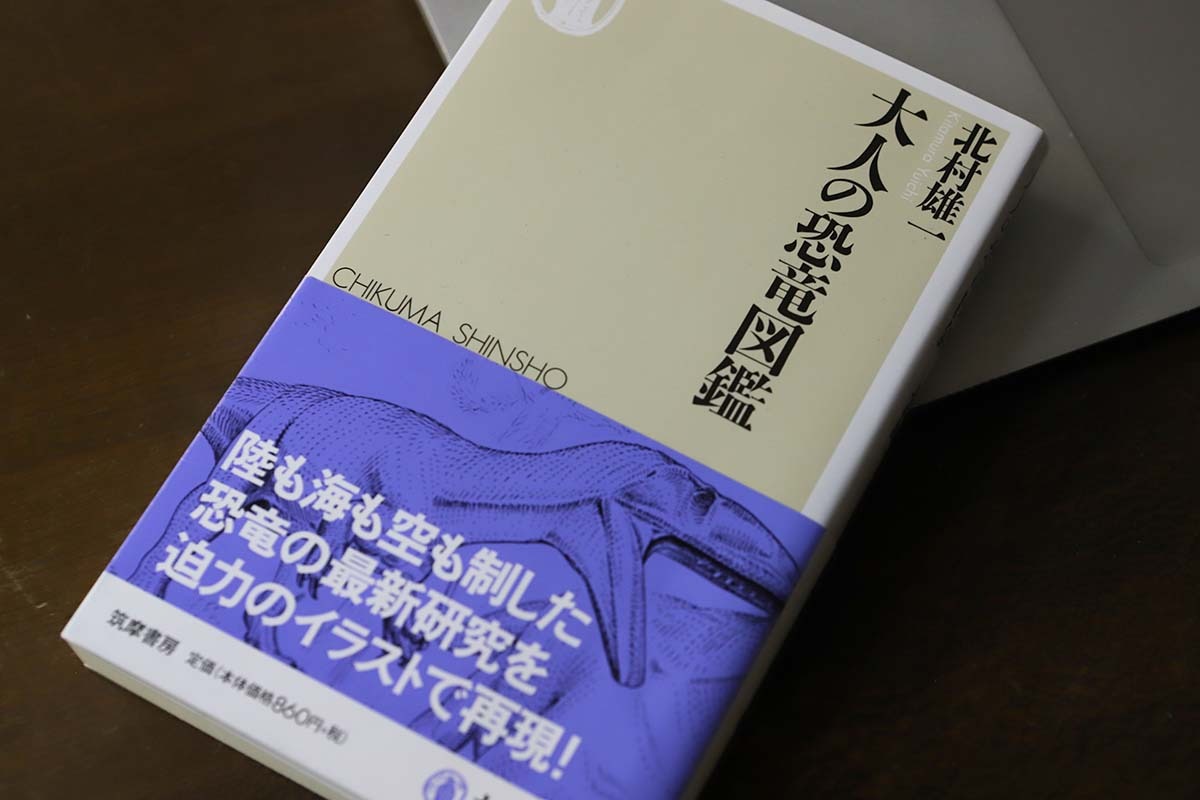 北村雄一
Kitamura Yuichi
大人の恐竜図鑑
CHIKUMA SHINSHO
陸も海も空も制した
恐竜の最新研究を
迫力のイラストで再現!
筑摩書房 定価(本体価格860円+税)